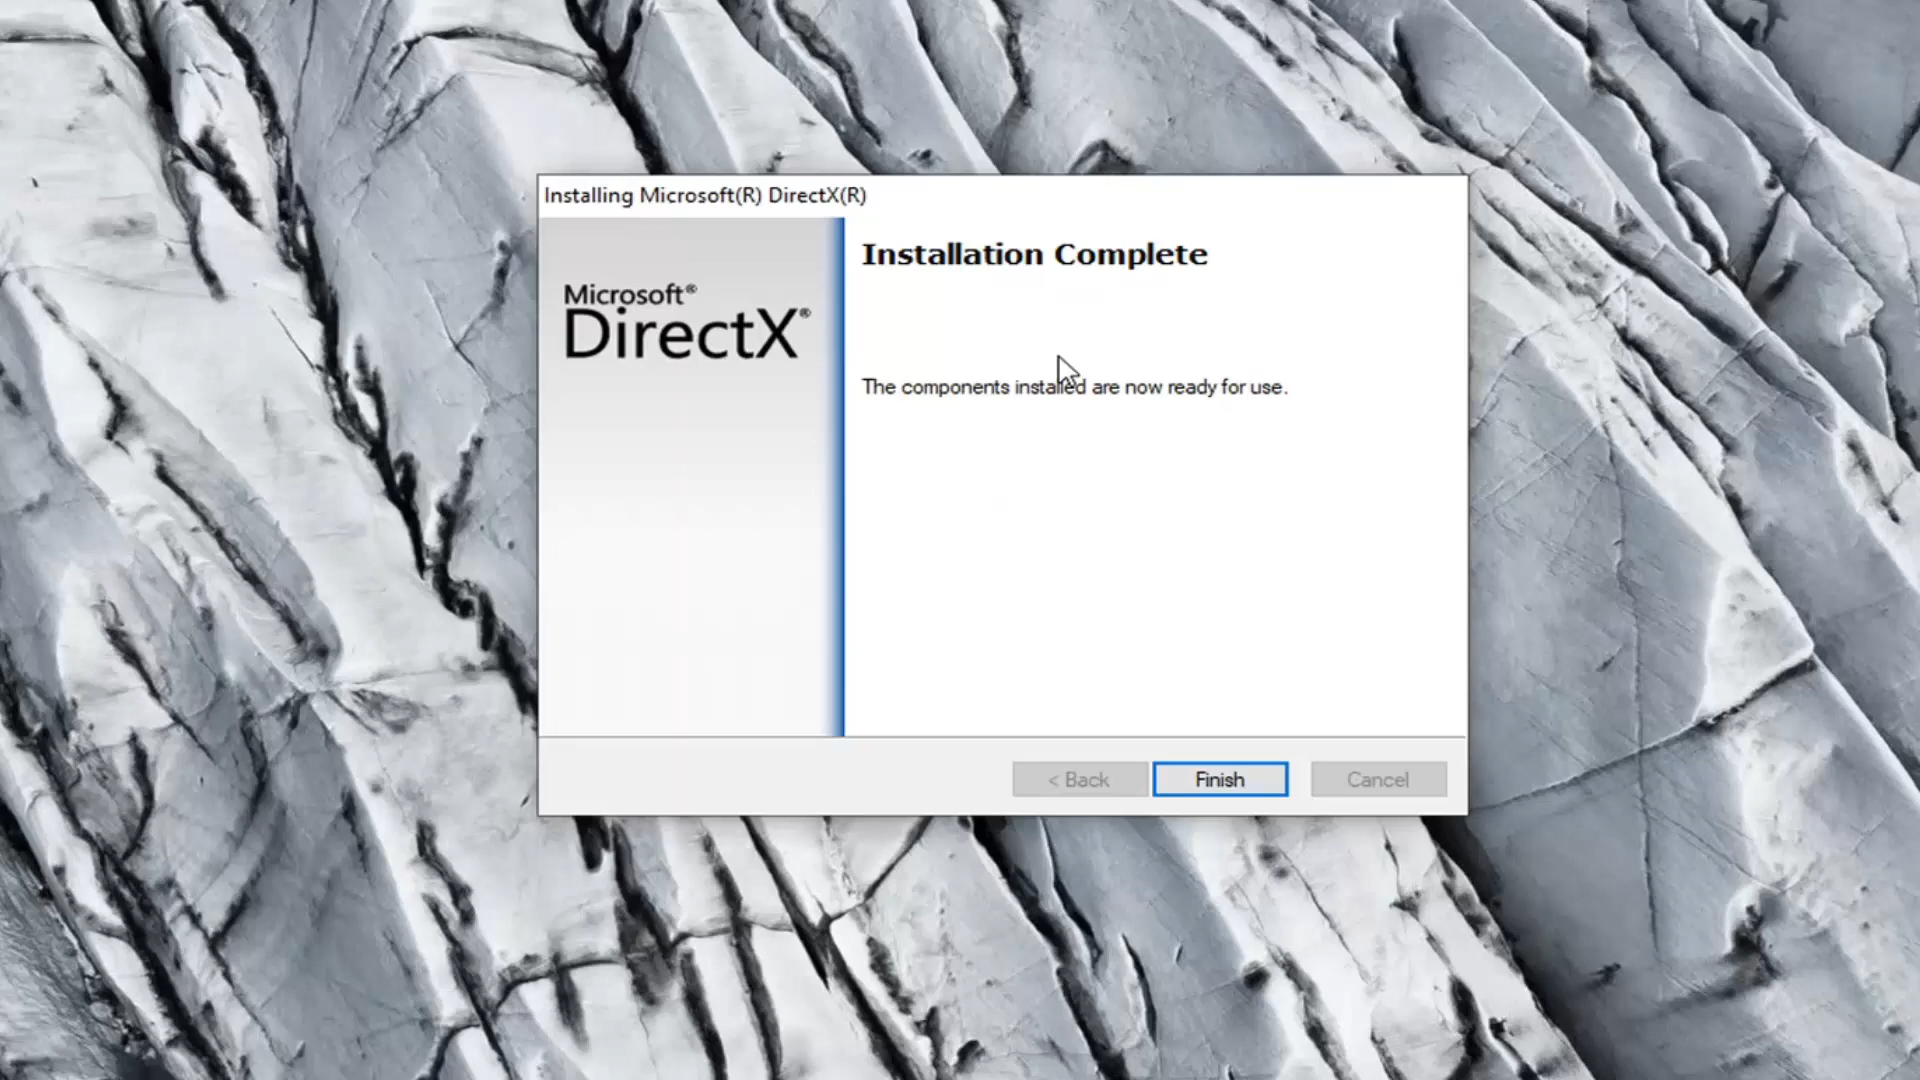 Installing Microsoft(R) DirectX(R)
Microsoft®
DirectX®
Installation Complete
The components installed are now ready for use.
< Back
Finish
Cancel